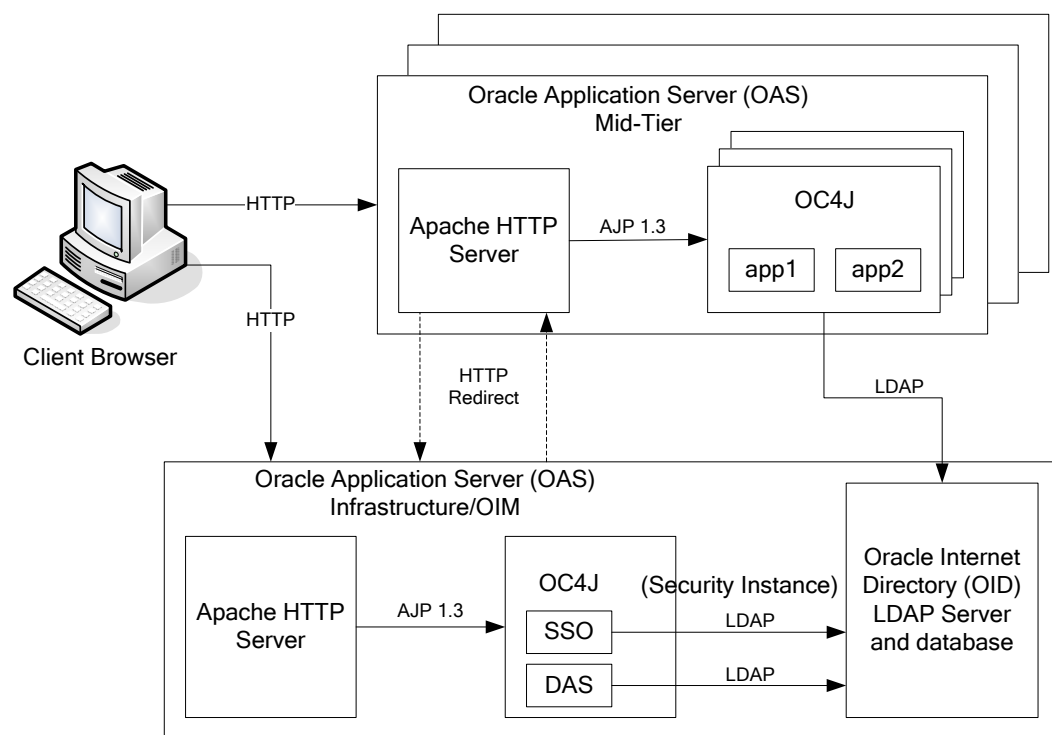 Oracle Application Server (OAS)
Mid-Tier
HTTP
Apache HTTP
Server
AJP 1.3
OC4J
app1
app2
HTTP
Client Browser
HTTP
Redirect
LDAP
Oracle Application Server (OAS)
Infrastructure/OIM
Apache HTTP
Server
AJP 1.3
OC4J
(Security Instance)
SSO
LDAP
DAS
LDAP
Oracle Internet
Directory (OID)
LDAP Server
and database